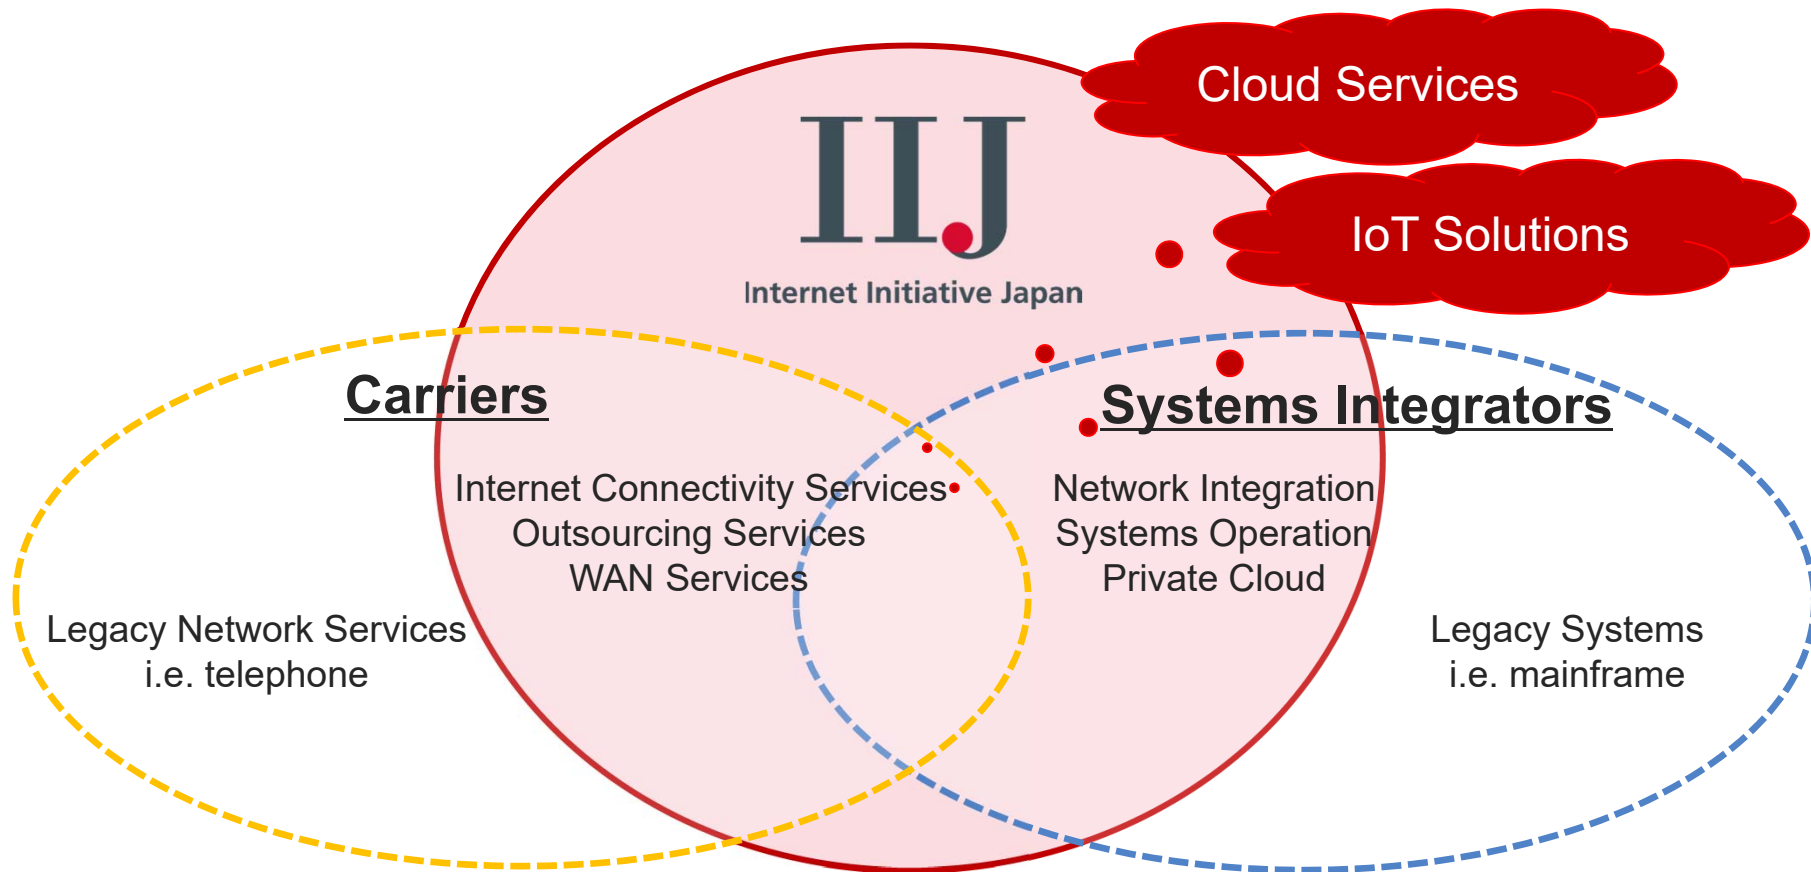 Cloud Services
IIJ
Internet Initiative Japan
IoT Solutions
Carriers
Systems Integrators
Internet Connectivity Services
Outsourcing Services
WAN Services
Network Integration
Systems Operation
Private Cloud
Legacy Network Services
i.e. telephone
Legacy Systems
i.e. mainframe